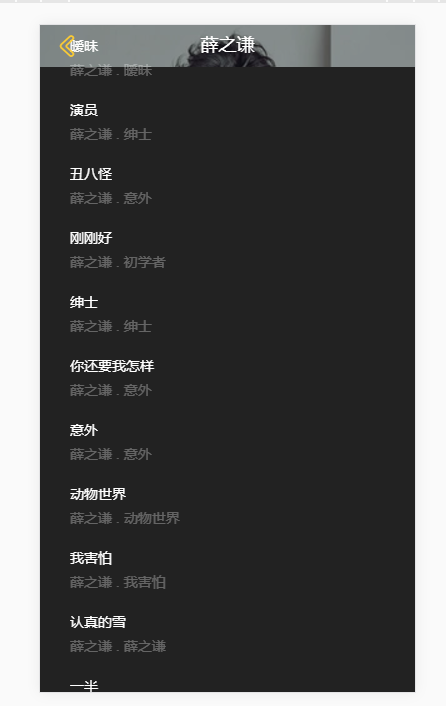 薛之谦
暧昧
薛之谦 . 暧昧
演员
薛之谦 . 绅士
丑八怪
薛之谦 . 意外
刚刚好
薛之谦 . 初学者
绅士
薛之谦 . 绅士
你还要我怎样
薛之谦 . 意外
意外
薛之谦 . 意外
动物世界
薛之谦 . 动物世界
我害怕
薛之谦 . 我害怕
认真的雪
薛之谦 . 薛之谦
一半